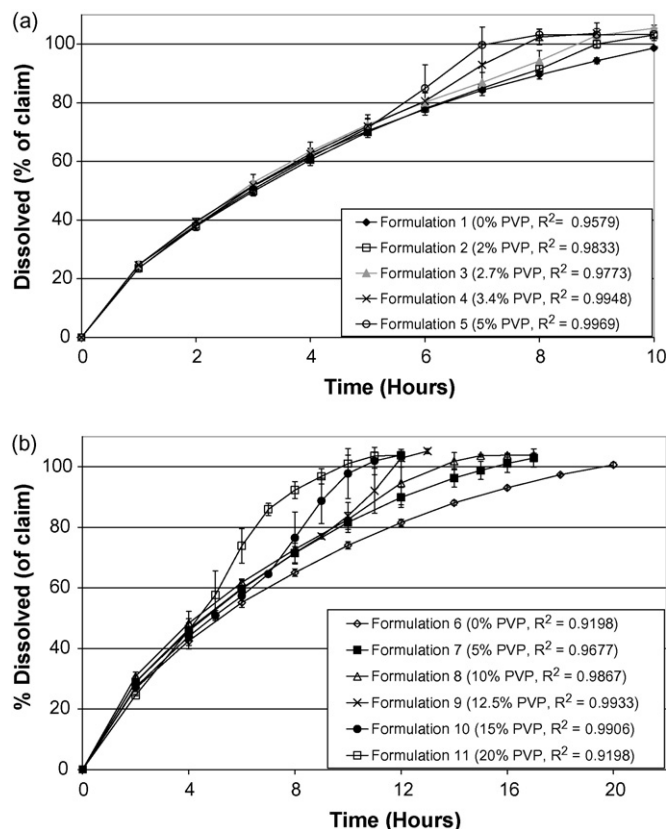 (a)
Dissolved (% of claim)
100
80
60
40
20
0
0 2 4 6 8 10
Time (Hours)
Formulation 1 (0% PVP, R² = 0.9579)
Formulation 2 (2% PVP, R² = 0.9833)
Formulation 3 (2.7% PVP, R² = 0.9773)
Formulation 4 (3.4% PVP, R² = 0.9948)
Formulation 5 (5% PVP, R² = 0.9969)
(b)
% Dissolved (of claim)
100
80
60
40
20
0
0 4 8 12 16 20
Time (Hours)
Formulation 6 (0% PVP, R² = 0.9198)
Formulation 7 (5% PVP, R² = 0.9677)
Formulation 8 (10% PVP, R² = 0.9867)
Formulation 9 (12.5% PVP, R² = 0.9933)
Formulation 10 (15% PVP, R² = 0.9906)
Formulation 11 (20% PVP, R² = 0.9198)